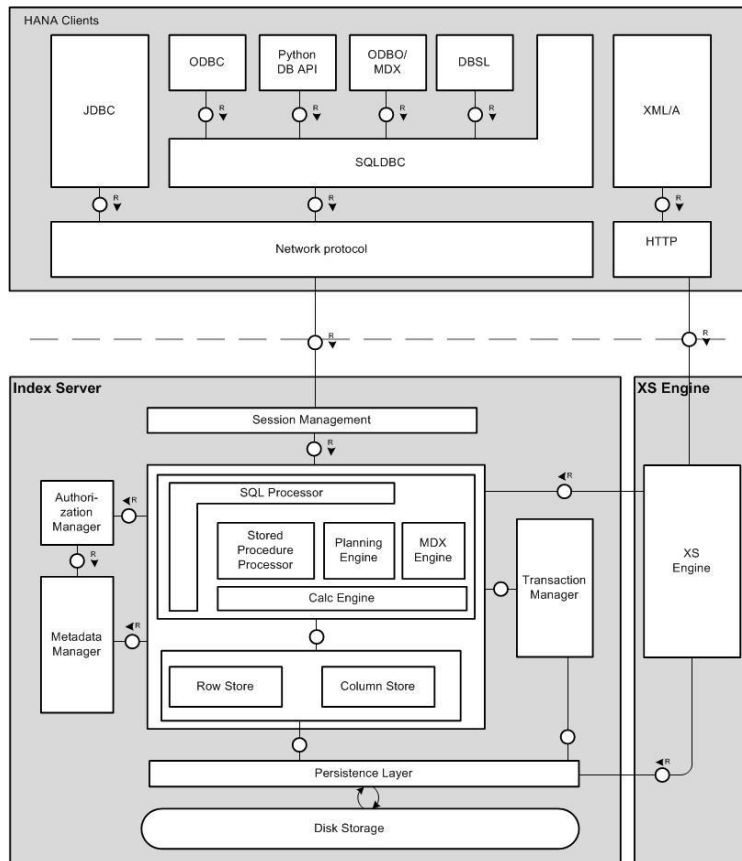 HANA Clients
JDBC
ODBC
Python
DB API
ODBO/
MDX
DBSL
XML/A
R
R
R
R
SQLDBC
R
R
R
Network protocol
HTTP
R
R
Index Server
XS Engine
Session Management
R
SQL Processor
R
Authori-
zation
Manager
R
Stored
Procedure
Processor
Planning
Engine
MDX
Engine
XS
Engine
R
Calc Engine
Transaction
Manager
Metadata
Manager
R
Row Store
Column Store
Persistence Layer
R
Disk Storage